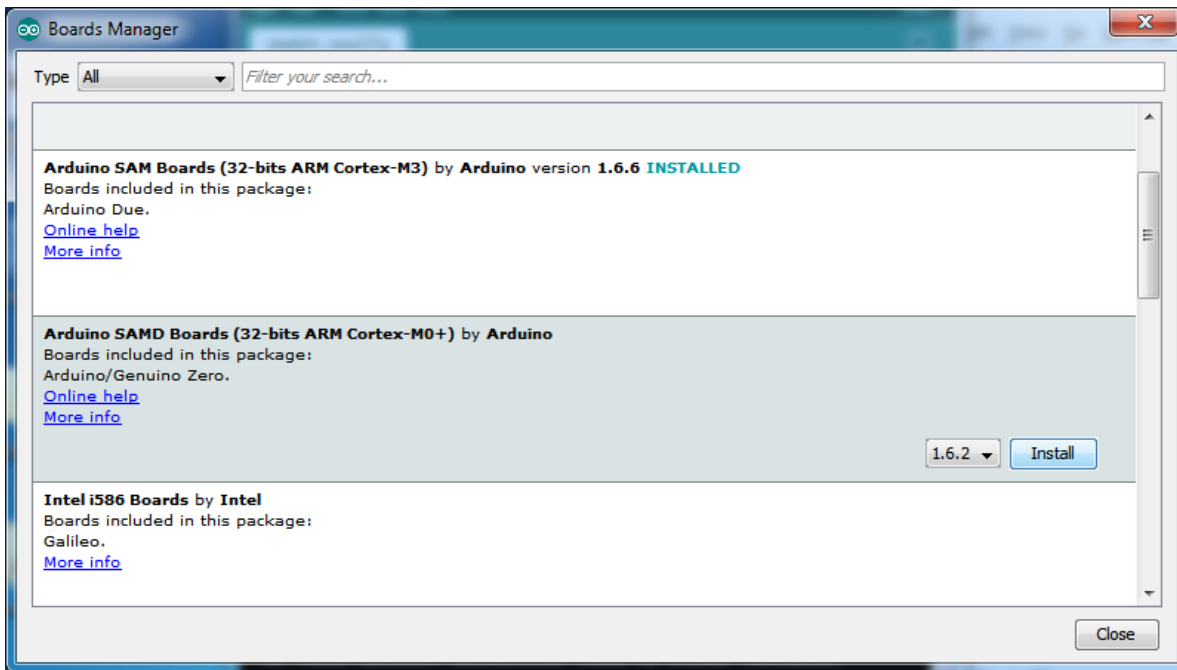 Boards Manager
Type All Filter your search...
Arduino SAM Boards (32-bits ARM Cortex-M3) by Arduino version 1.6.6 INSTALLED
Boards included in this package:
Arduino Due.
Online help
More info
Arduino SAMD Boards (32-bits ARM Cortex-M0+) by Arduino
Boards included in this package:
Arduino/Genuino Zero.
Online help
More info
1.6.2 Install
Intel i586 Boards by Intel
Boards included in this package:
Galileo.
More info
Close